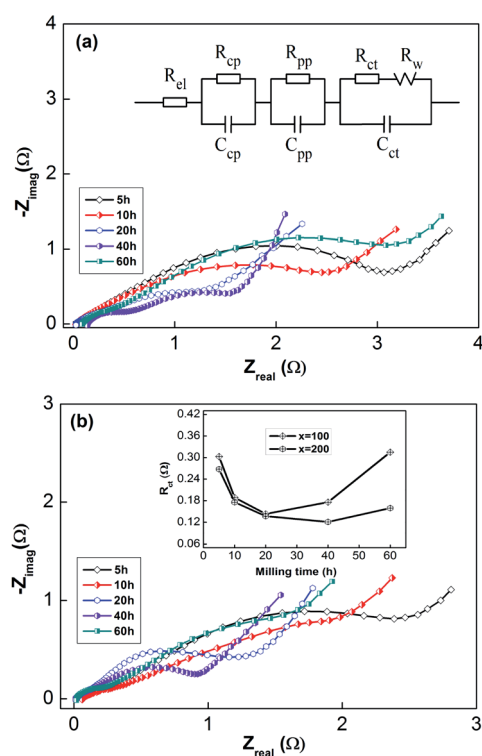 (a)
R_el
R_cp
R_pp
R_ct
R_w
C_cp
C_pp
C_ct
5h
10h
20h
40h
60h
-Z_imag(Ω)
4
3
2
1
0
0 1 2 3 4
Z_real (Ω)
(b)
R_ct (Ω)
0.42
0.36
0.30
0.24
0.18
0.12
0.06
x=100
x=200
0 10 20 30 40 50 60
Milling time (h)
5h
10h
20h
40h
60h
-Z_imag(Ω)
3
2
1
0
0 1 2 3
Z_real (Ω)